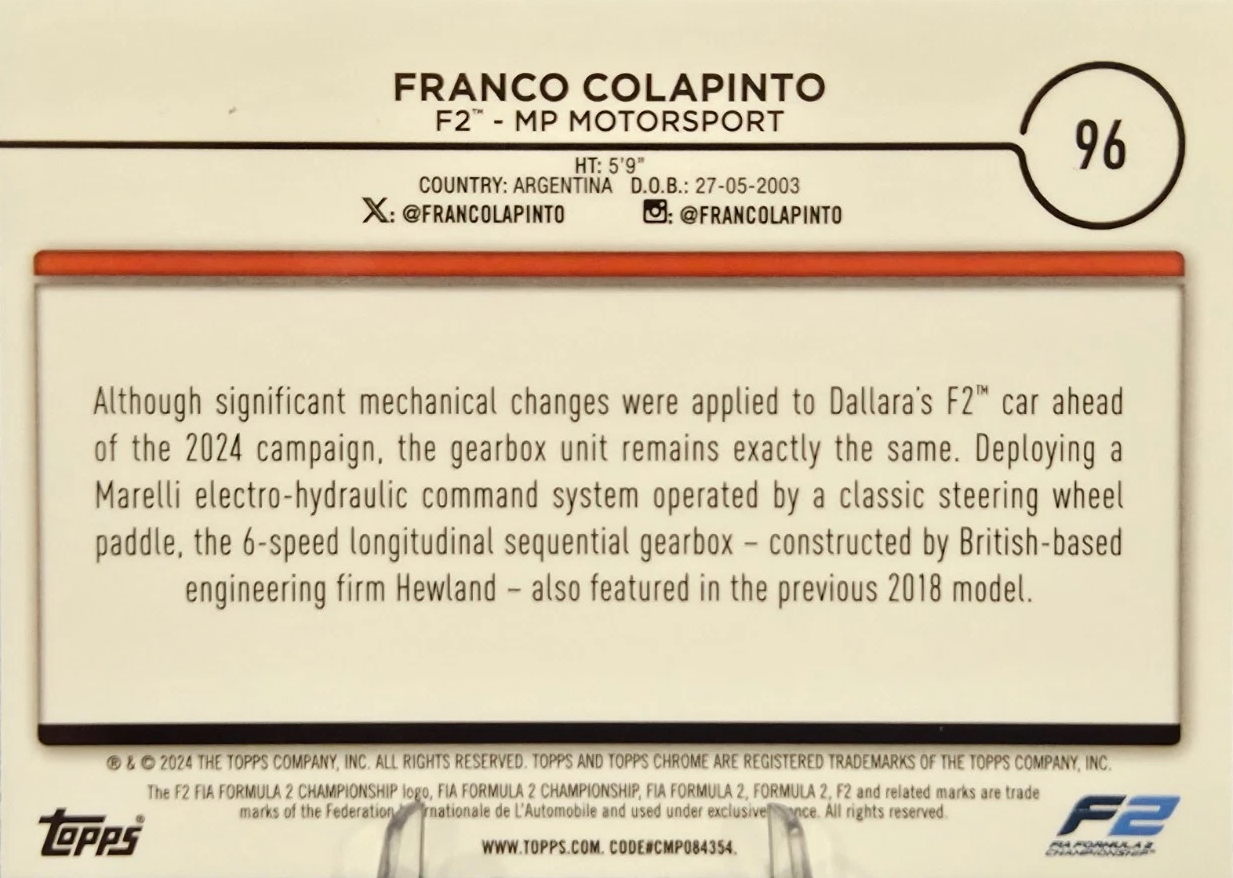 FRANCO COLAPINTO
F2™ - MP MOTORSPORT
96
HT: 5'9"
COUNTRY: ARGENTINA D.O.B.: 27-05-2003
X: @FRANCOLAPINTO : @FRANCOLAPINTO
Although significant mechanical changes were applied to Dallara's F2™ car ahead
of the 2024 campaign, the gearbox unit remains exactly the same. Deploying a
Marelli electro-hydraulic command system operated by a classic steering wheel
paddle, the 6-speed longitudinal sequential gearbox – constructed by British-based
engineering firm Hewland – also featured in the previous 2018 model.
® & © 2024 THE TOPPS COMPANY, INC. ALL RIGHTS RESERVED. TOPPS AND TOPPS CHROME ARE REGISTERED TRADEMARKS OF THE TOPPS COMPANY, INC.
The F2 FIA FORMULA 2 CHAMPIONSHIP logo, FIA FORMULA 2 CHAMPIONSHIP, FIA FORMULA 2, FORMULA 2, F2 and related marks are trade
marks of the Federation de L'Automobile and used under exclusive. All rights reserved.
topps®
WWW.TOPPS.COM. CODE#CMP084354.
F2
FIA FORMULA 2
CHAMPIONSHIP™